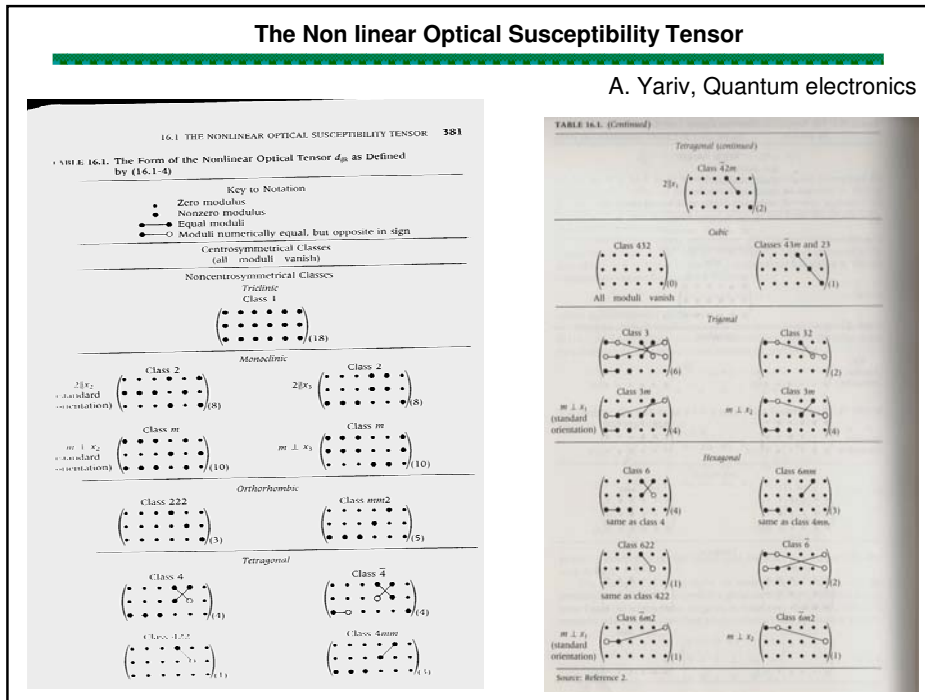 The Non linear Optical Susceptibility Tensor
A. Yariv, Quantum electronics
16.1 THE NONLINEAR OPTICAL SUSCEPTIBILITY TENSOR 381
TABLE 16.1. The Form of the Nonlinear Optical Tensor d_ijk as Defined
by (16.1-4)
Key to Notation
Zero modulus
Nonzero modulus
Equal moduli
Moduli numerically equal, but opposite in sign
Centrosymmetrical Classes
(all moduli vanish)
Noncentrosymmetrical Classes
Triclinic
Class 1
(18)
Monoclinic
Class 2 Class 2
2∥x₂ 2∥x₃
standard
orientation) (8) (8)
Class m Class m
m ⊥ x₂ m ⊥ x₃
standard
orientation) (10) (10)
Orthorhombic
Class 222 Class mm2
(3) (5)
Tetragonal
Class 4 Class 4̄
(4) (4)
Class 422 Class 4mm
(1) (3)
TABLE 16.1. (Continued)
Tetragonal (continued)
Class 4̄2m
2∥x₁
(2)
Cubic
Class 432 Classes 4̄3m and 23
(0) (1)
All moduli vanish
Trigonal
Class 3 Class 32
(6) (2)
Class 3m Class 3m
m ⊥ x₁ m ⊥ x₂
(standard
orientation) (4) (4)
Hexagonal
Class 6 Class 6mm
(4) (3)
same as class 4 same as class 4mm.
Class 622 Class 6̄
(1) (2)
same as class 422
Class 6̄m2 Class 6̄m2
m ⊥ x₁ m ⊥ x₂
(standard
orientation) (1) (1)
Source: Reference 2.